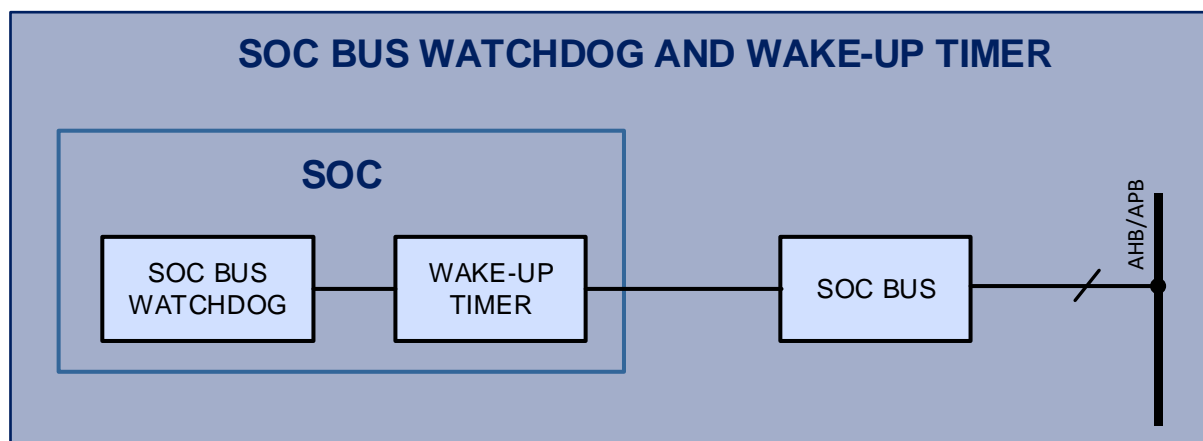 SOC BUS WATCHDOG AND WAKE-UP TIMER
SOC
SOC BUS
WATCHDOG
WAKE-UP
TIMER
SOC BUS
AHB/APB